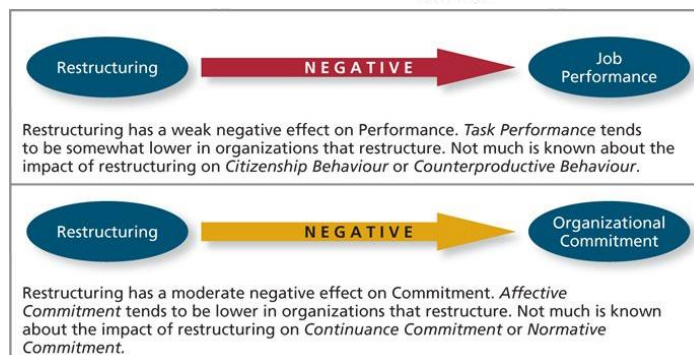 Restructuring
NEGATIVE
Job
Performance
Restructuring has a weak negative effect on Performance. Task Performance tends
to be somewhat lower in organizations that restructure. Not much is known about the
impact of restructuring on Citizenship Behaviour or Counterproductive Behaviour.
Restructuring
NEGATIVE
Organizational
Commitment
Restructuring has a moderate negative effect on Commitment. Affective
Commitment tends to be lower in organizations that restructure. Not much is known
about the impact of restructuring on Continuance Commitment or Normative
Commitment.